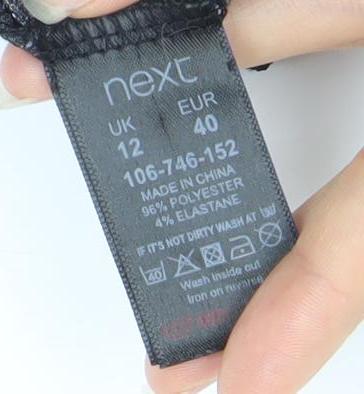 next
UK EUR
12 40
106-746-152
MADE IN CHINA
96% POLYESTER
4% ELASTANE
IF IT'S NOT DIRTY WASH AT 30°
40
Wash inside out
Iron on reverse